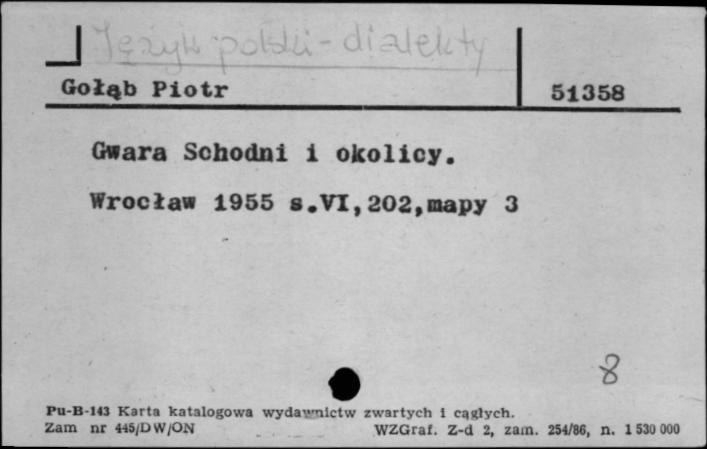 Język polski - dialekty
Gołąb Piotr 51358
Gwara Schodni i okolicy.
Wrocław 1955 s.VI,202,mapy 3
8
Pu-B-143 Karta katalogowa wydawnictw zwartych i ciągłych.
Zam nr 445/DW/ON WZGraf. Z-d 2, zam. 254/86, n. 1 530 000